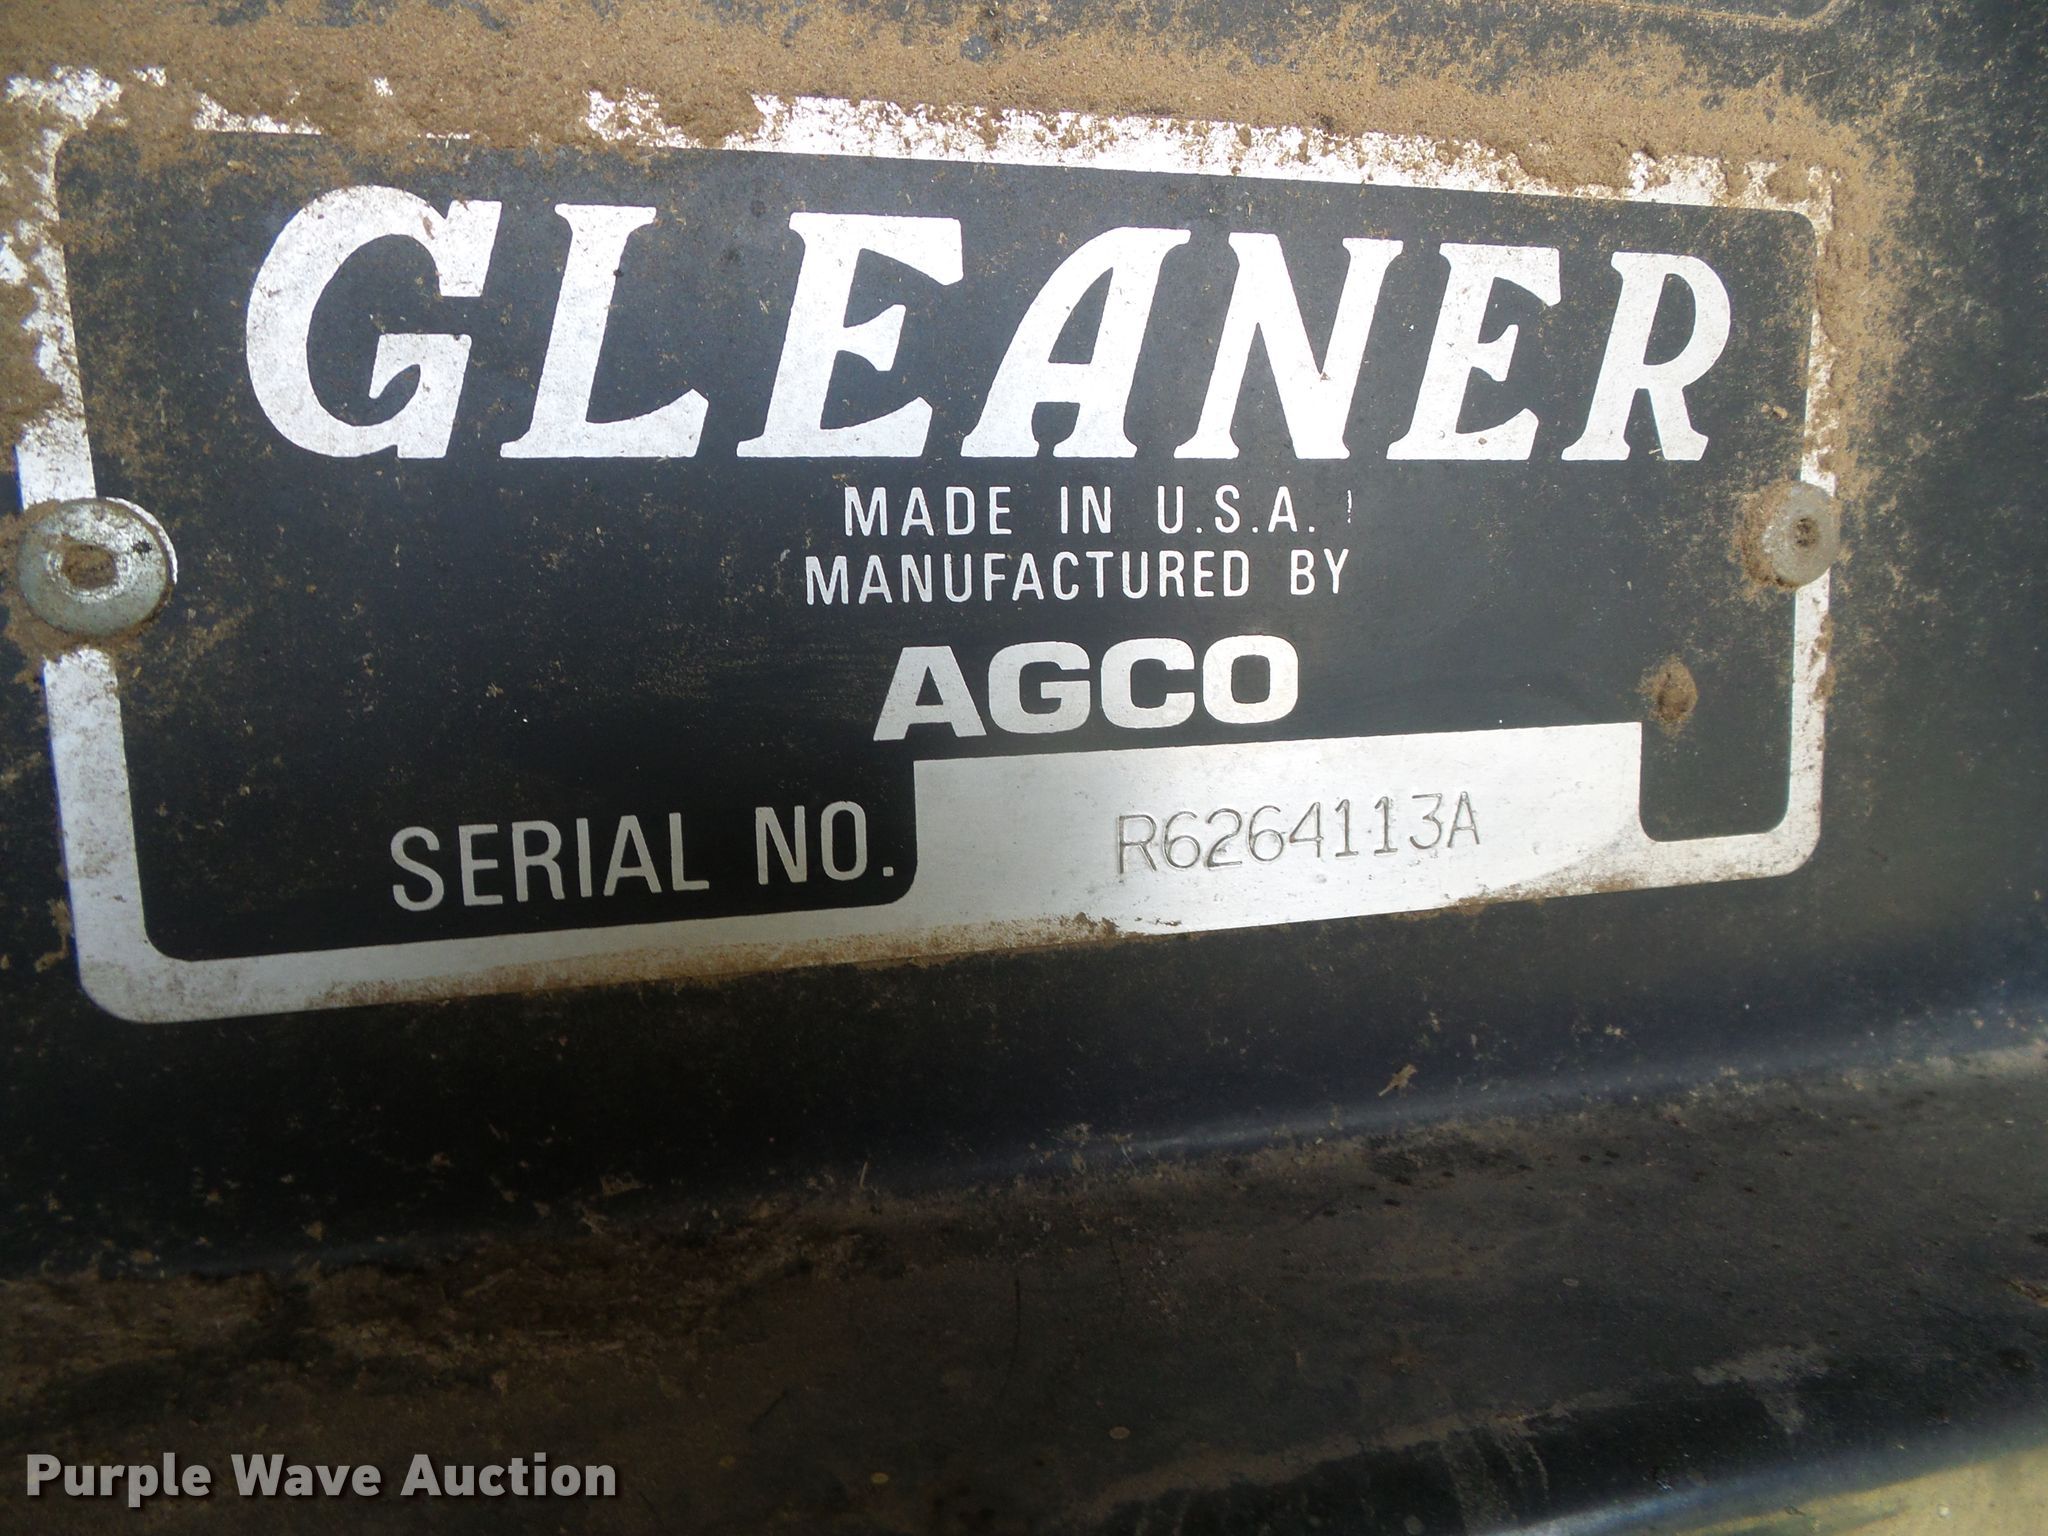 GLEANER
MADE IN U.S.A.
MANUFACTURED BY
AGCO
SERIAL NO. R6264113A
Purple Wave Auction